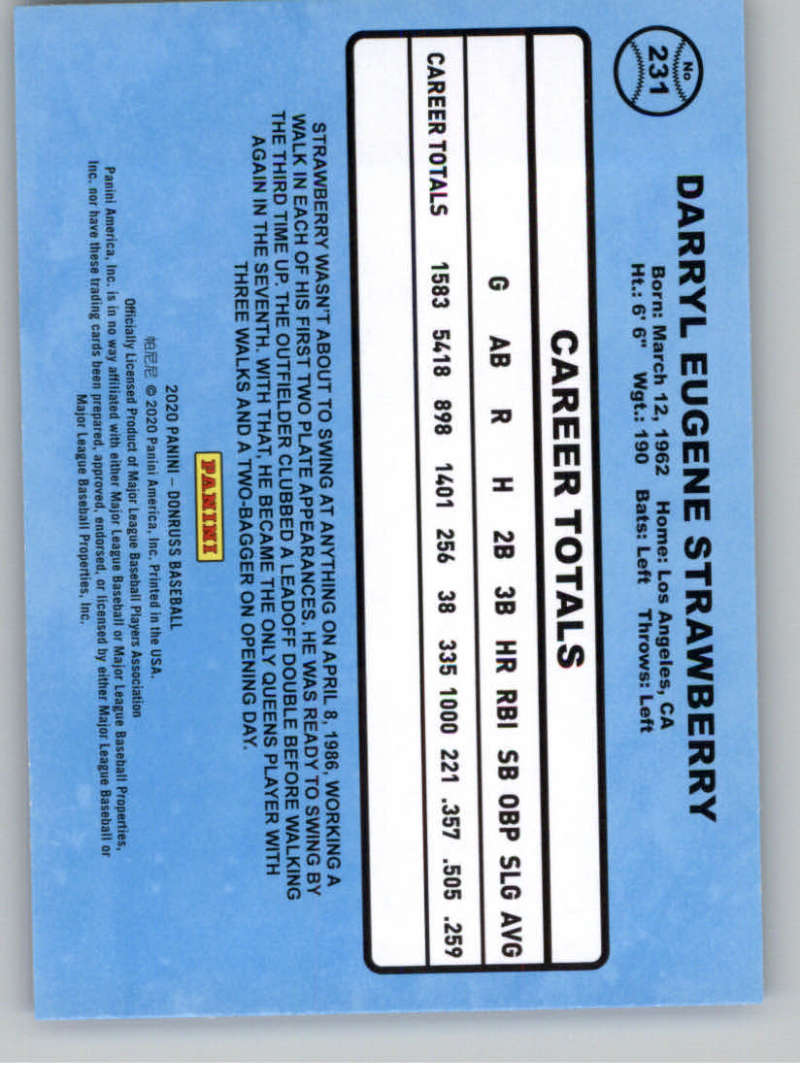 No
231
DARRYL EUGENE STRAWBERRY
Born: March 12, 1962 Home: Los Angeles, CA
Ht.: 6' 6" Wgt.: 190 Bats: Left Throws: Left
CAREER TOTALS
G AB R H 2B 3B HR RBI SB OBP SLG AVG
CAREER TOTALS 1583 5418 898 1401 256 38 335 1000 221 .357 .505 .259
STRAWBERRY WASN'T ABOUT TO SWING AT ANYTHING ON APRIL 8, 1986, WORKING A
WALK IN EACH OF HIS FIRST TWO PLATE APPEARANCES. HE WAS READY TO SWING BY
THE THIRD TIME UP. THE OUTFIELDER CLUBBED A LEADOFF DOUBLE BEFORE WALKING
AGAIN IN THE SEVENTH. WITH THAT, HE BECAME THE ONLY QUEENS PLAYER WITH
THREE WALKS AND A TWO-BAGGER ON OPENING DAY.
PANINI
2020 PANINI – DONRUSS BASEBALL
帕尼尼 © 2020 Panini America, Inc. Printed in the USA.
Officially Licensed Product of Major League Baseball Players Association
Panini America, Inc. is in no way affiliated with either Major League Baseball or Major League Baseball Properties,
Inc. nor have these trading cards been prepared, approved, endorsed, or licensed by either Major League Baseball or
Major League Baseball Properties, Inc.